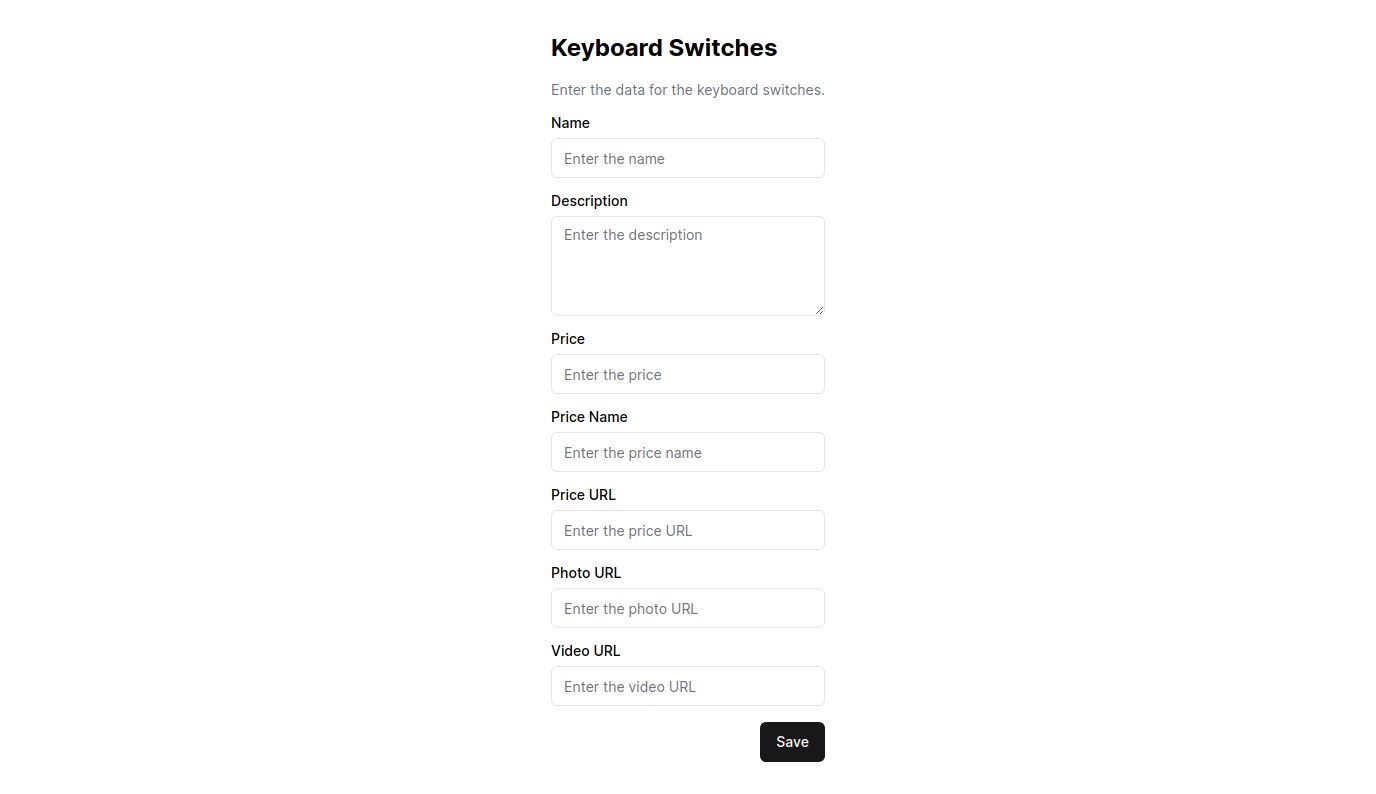 Keyboard Switches
Enter the data for the keyboard switches.
Name
Enter the name
Description
Enter the description
Price
Enter the price
Price Name
Enter the price name
Price URL
Enter the price URL
Photo URL
Enter the photo URL
Video URL
Enter the video URL
Save